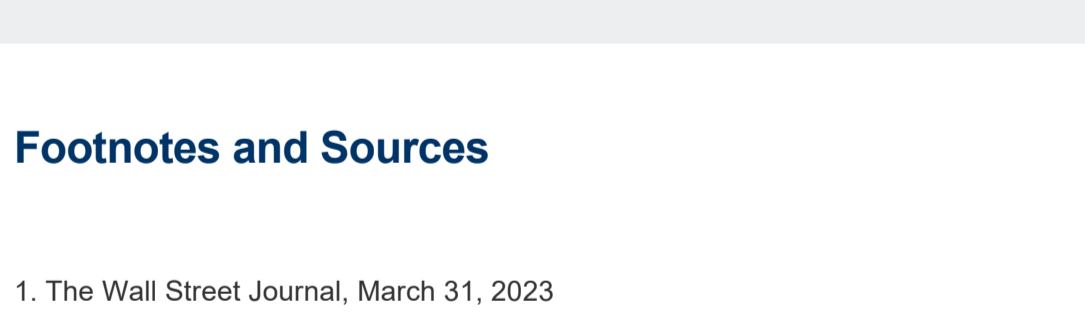 Footnotes and Sources
1. The Wall Street Journal, March 31, 2023